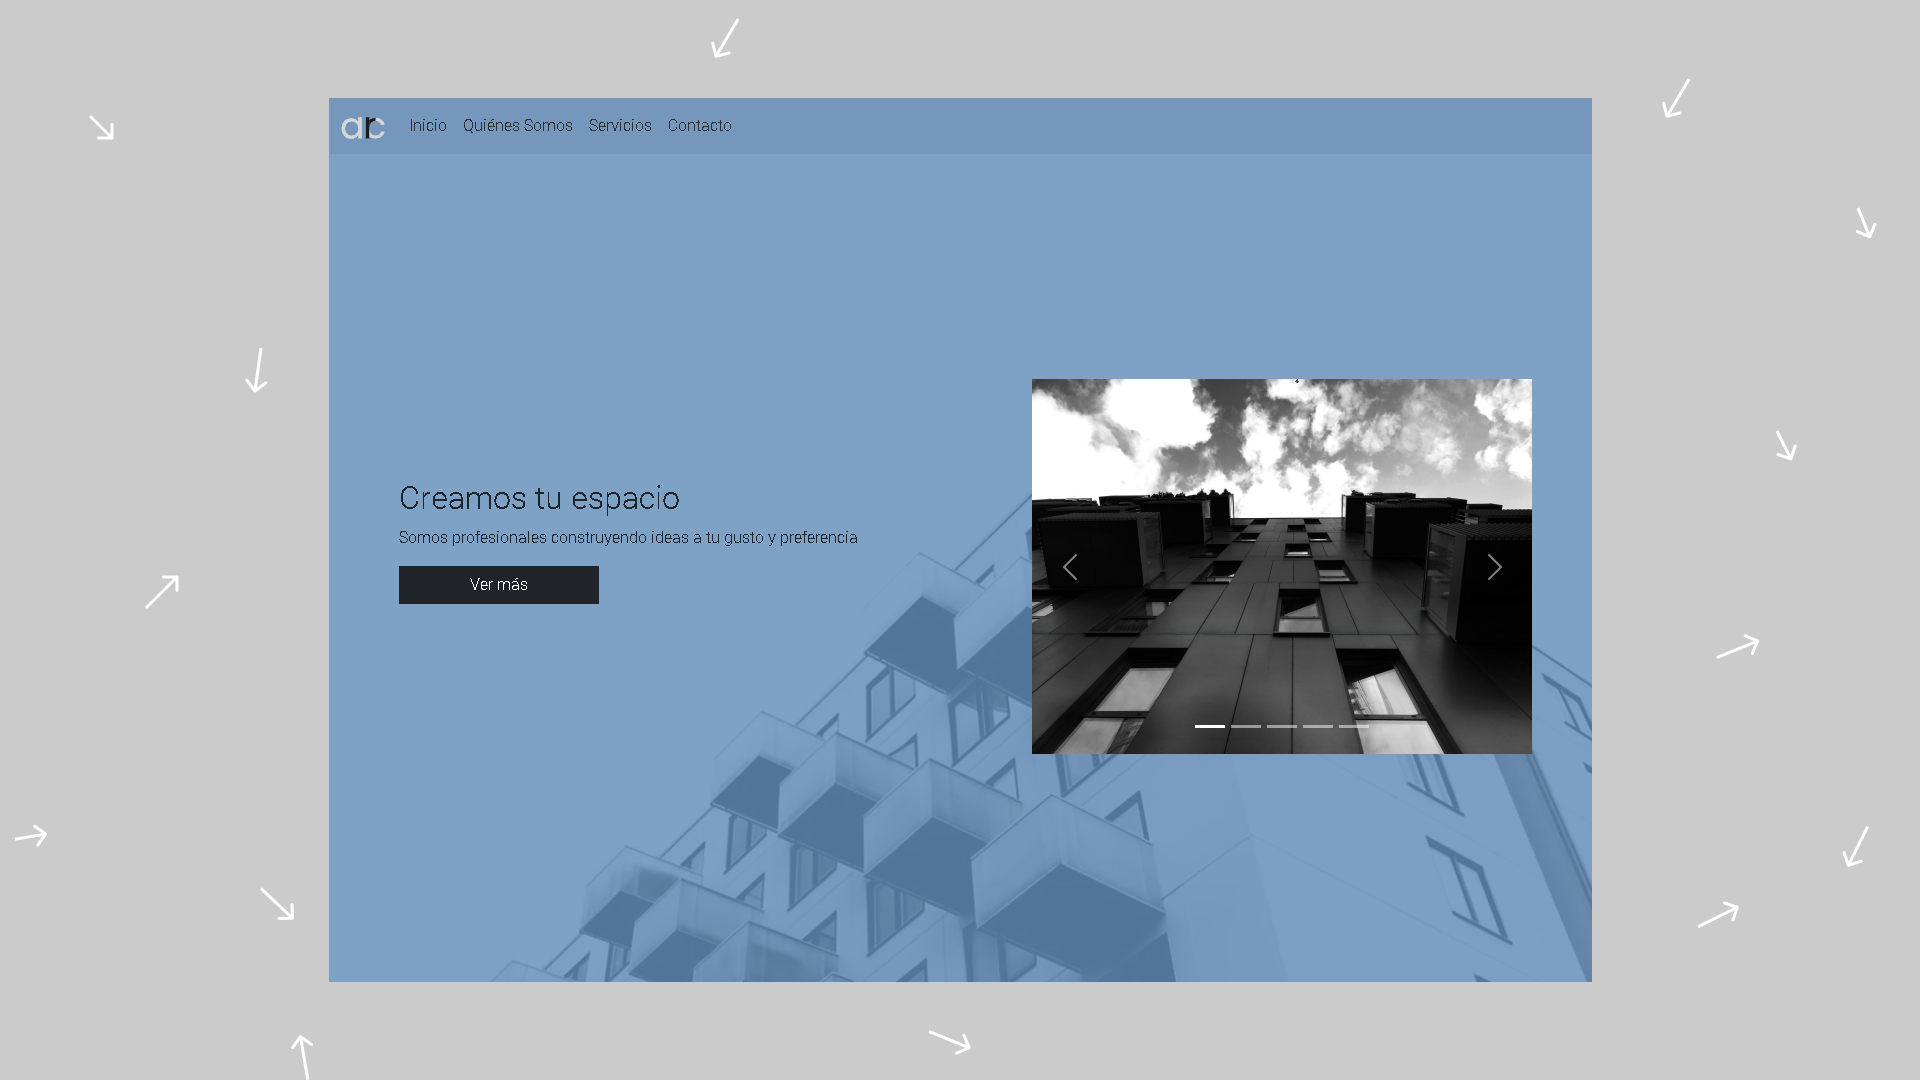 arc
Inicio Quiénes Somos Servicios Contacto
Creamos tu espacio
Somos profesionales construyendo ideas a tu gusto y preferencia
Ver más